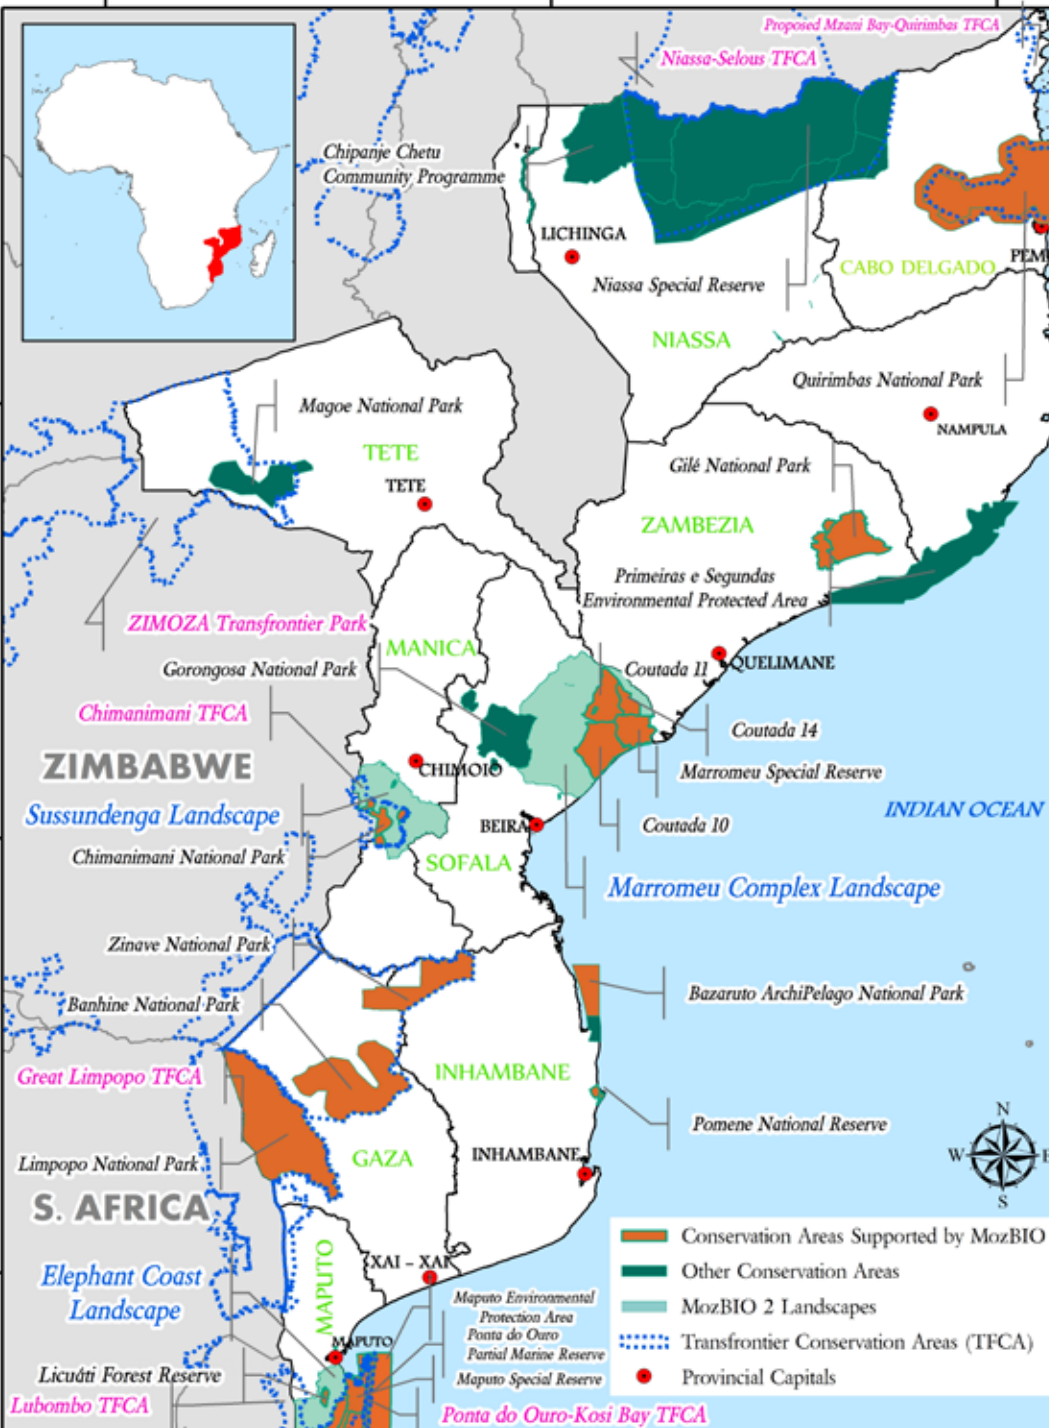 Proposed Mzani Bay-Quirimbas TFCA
Niassa-Selous TFCA
Chipanje Chetu
Community Programme
LICHINGA
Niassa Special Reserve
CABO DELGADO
NIASSA
Quirimbas National Park
Magoe National Park
NAMPULA
TETE
TETE
Gilé National Park
ZAMBEZIA
Primeiras e Segundas
Environmental Protected Area
ZIMOZA Transfrontier Park
MANICA
Gorongosa National Park
Coutada 11
QUELIMANE
Chimanimani TFCA
Coutada 14
ZIMBABWE
CHIMOIO
Marromeu Special Reserve
Sussundenga Landscape
INDIAN OCEAN
BEIRA
Coutada 10
Chimanimani National Park
SOFALA
Marromeu Complex Landscape
Zinave National Park
Bazaruto ArchiPelago National Park
Banhine National Park
Great Limpopo TFCA
INHAMBANE
Pomene National Reserve
N
W
E
S
Limpopo National Park
GAZA
INHAMBANE
S. AFRICA
MAPUTO
XAI - XAI
Elephant Coast
Landscape
Maputo Environmental
Protection Area
Ponta do Ouro
Partial Marine Reserve
MAPUTO
Licuáti Forest Reserve
Maputo Special Reserve
Lubombo TFCA
Ponta do Ouro-Kosi Bay TFCA
Conservation Areas Supported by MozBIO
Other Conservation Areas
MozBIO 2 Landscapes
Transfrontier Conservation Areas (TFCA)
Provincial Capitals